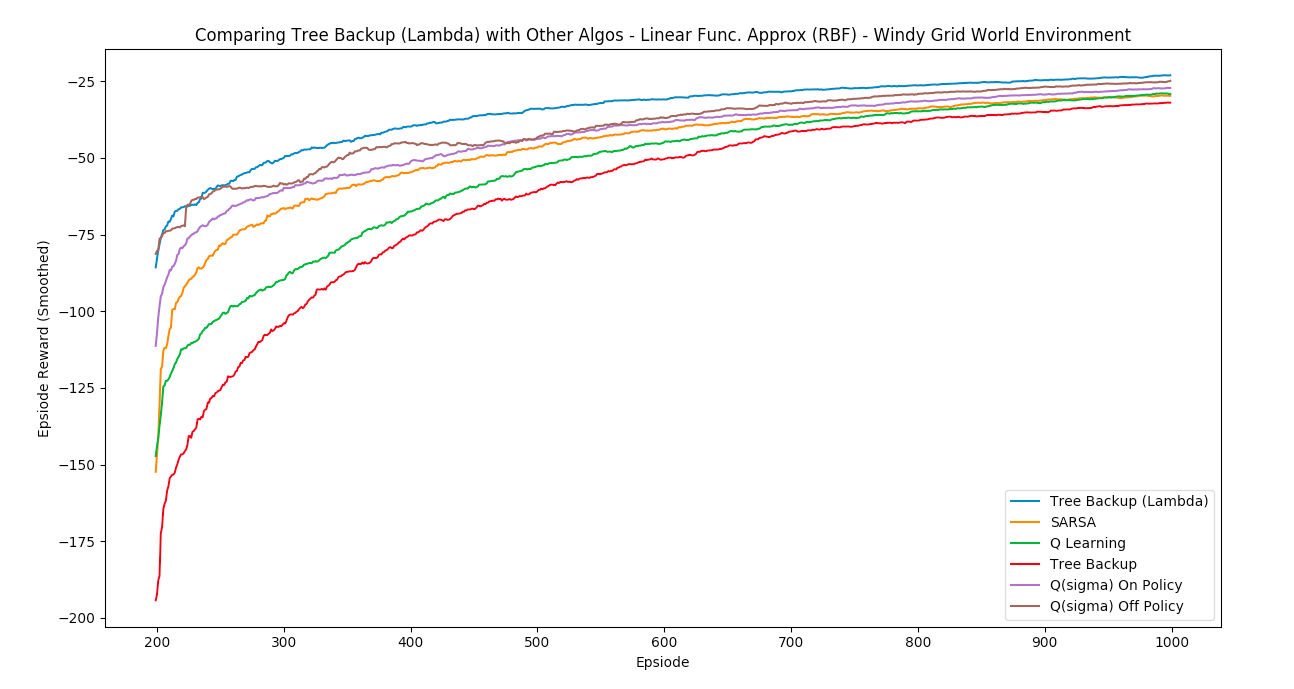 Comparing Tree Backup (Lambda) with Other Algos - Linear Func. Approx (RBF) - Windy Grid World Environment
Epsiode Reward (Smoothed)
−25
−50
−75
−100
−125
−150
−175
−200
200
300
400
500
600
700
800
900
1000
Epsiode
Tree Backup (Lambda)
SARSA
Q Learning
Tree Backup
Q(sigma) On Policy
Q(sigma) Off Policy